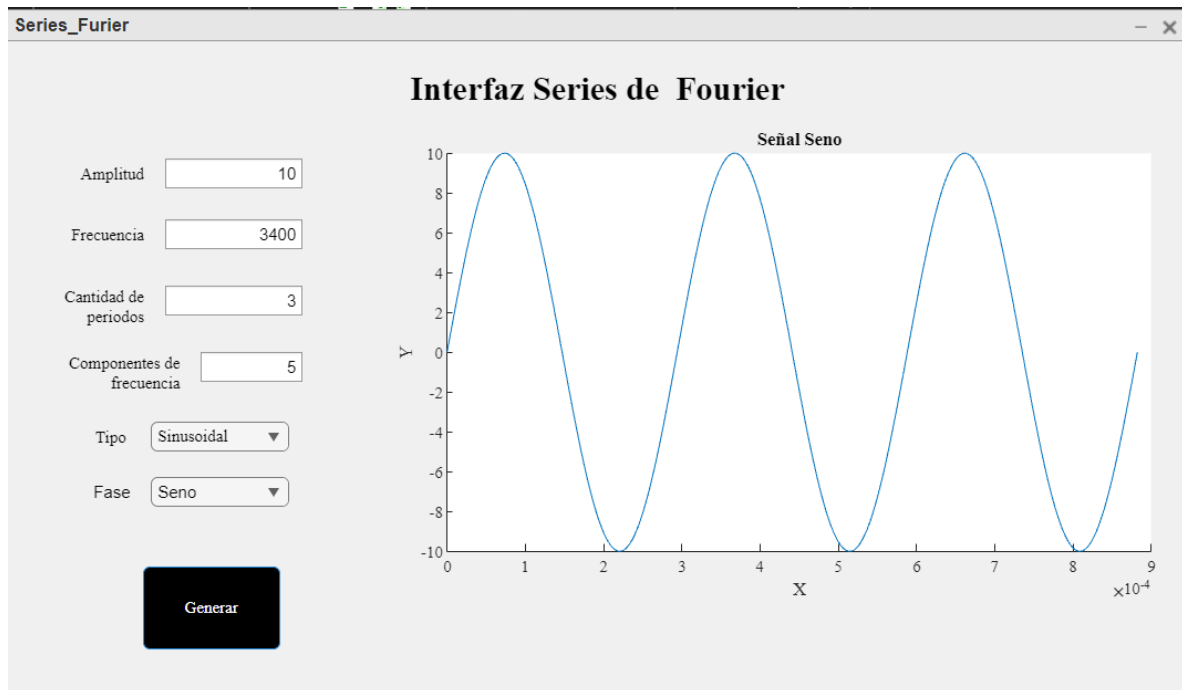 Series_Furier
Interfaz Series de Fourier
Amplitud 10
Frecuencia 3400
Cantidad de
periodos 3
Componentes de
frecuencia 5
Tipo Sinusoidal
Fase Seno
Generar
Señal Seno
10
8
6
4
2
0
-2
-4
-6
-8
-10
Y
0 1 2 3 4 5 6 7 8 9
X
×10-4